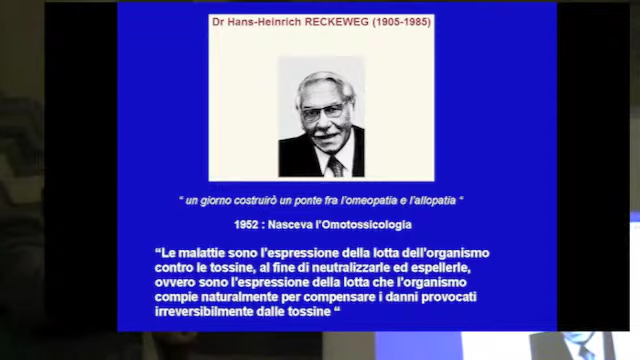 Dr Hans-Heinrich RECKEWEG (1905-1985)
“ un giorno costruirò un ponte fra l’omeopatia e l’allopatia “
1952 : Nasceva l’Omotossicologia
“Le malattie sono l’espressione della lotta dell’organismo
contro le tossine, al fine di neutralizzarle ed espellerle,
ovvero sono l’espressione della lotta che l’organismo
compie naturalmente per compensare i danni provocati
irreversibilmente dalle tossine “